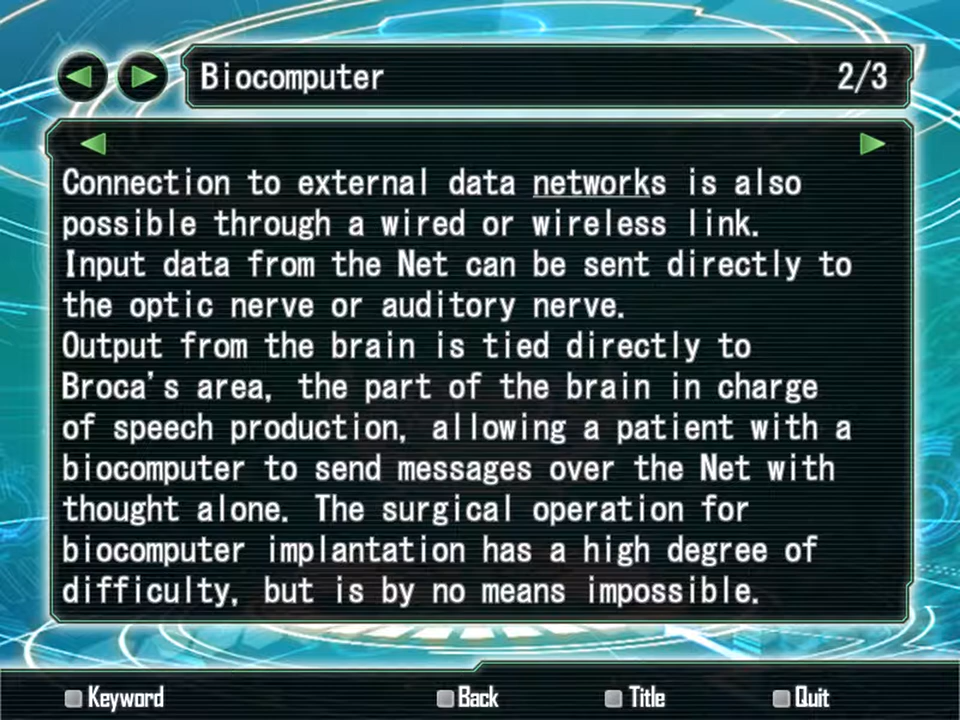 Biocomputer 2/3
Connection to external data networks is also
possible through a wired or wireless link.
Input data from the Net can be sent directly to
the optic nerve or auditory nerve.
Output from the brain is tied directly to
Broca's area, the part of the brain in charge
of speech production, allowing a patient with a
biocomputer to send messages over the Net with
thought alone. The surgical operation for
biocomputer implantation has a high degree of
difficulty, but is by no means impossible.
Keyword Back Title Quit